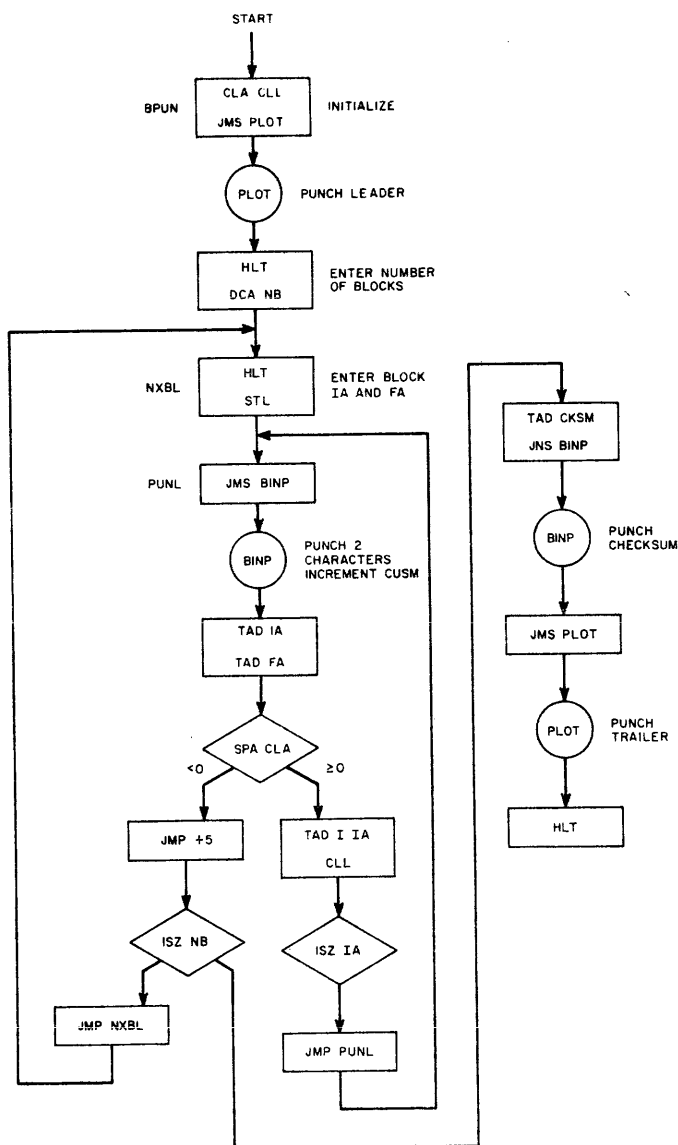 START
BPUN
CLA CLL
JMS PLOT
INITIALIZE
PLOT
PUNCH LEADER
HLT
DCA NB
ENTER NUMBER
OF BLOCKS
NXBL
HLT
STL
ENTER BLOCK
IA AND FA
PUNL
JMS BINP
BINP
PUNCH 2
CHARACTERS
INCREMENT CUSM
TAD IA
TAD FA
SPA CLA
<0
≥0
JMP +5
TAD I IA
CLL
ISZ NB
ISZ IA
JMP NXBL
JMP PUNL
TAD CKSM
JNS BINP
BINP
PUNCH
CHECKSUM
JMS PLOT
PLOT
PUNCH
TRAILER
HLT